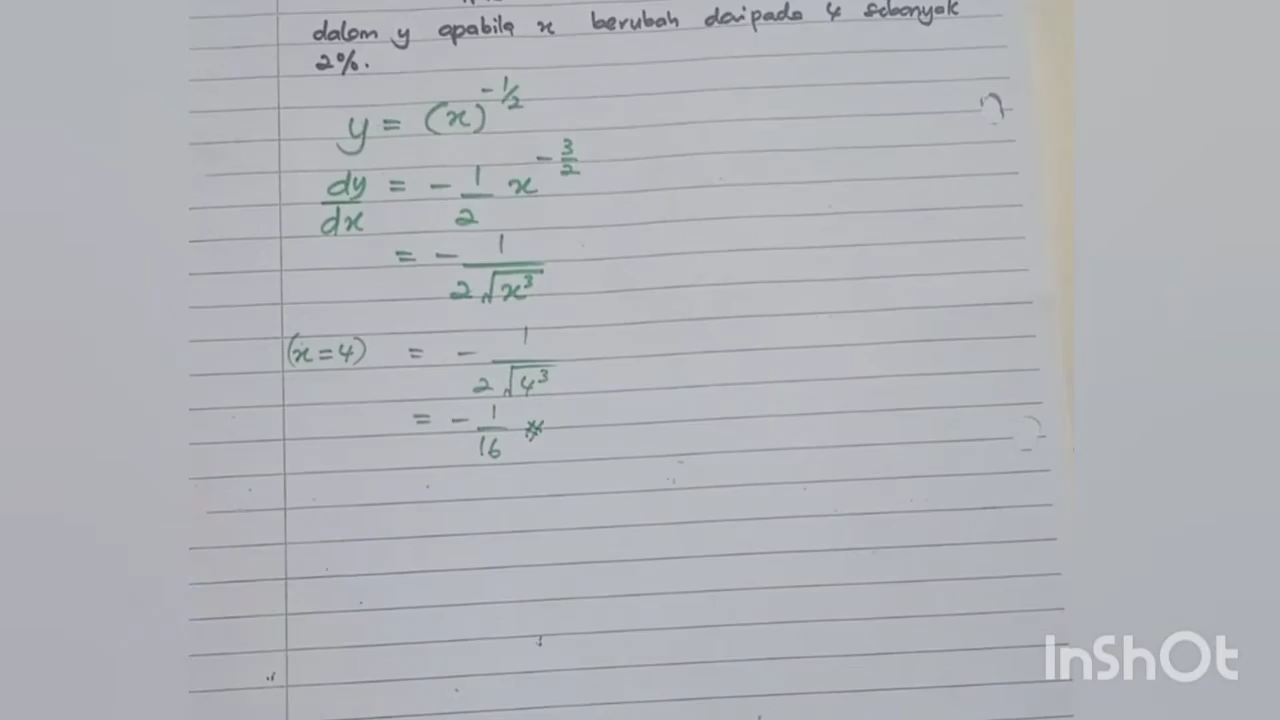 dalam y apabila x berubah daripada 4 sebanyak
2%.
y = (x)^{-1/2}
dy/dx = - 1/2 x^{-3/2}
= - 1/(2√x³)
(x=4) = - 1/(2√4³)
= - 1/16 *
InShOt